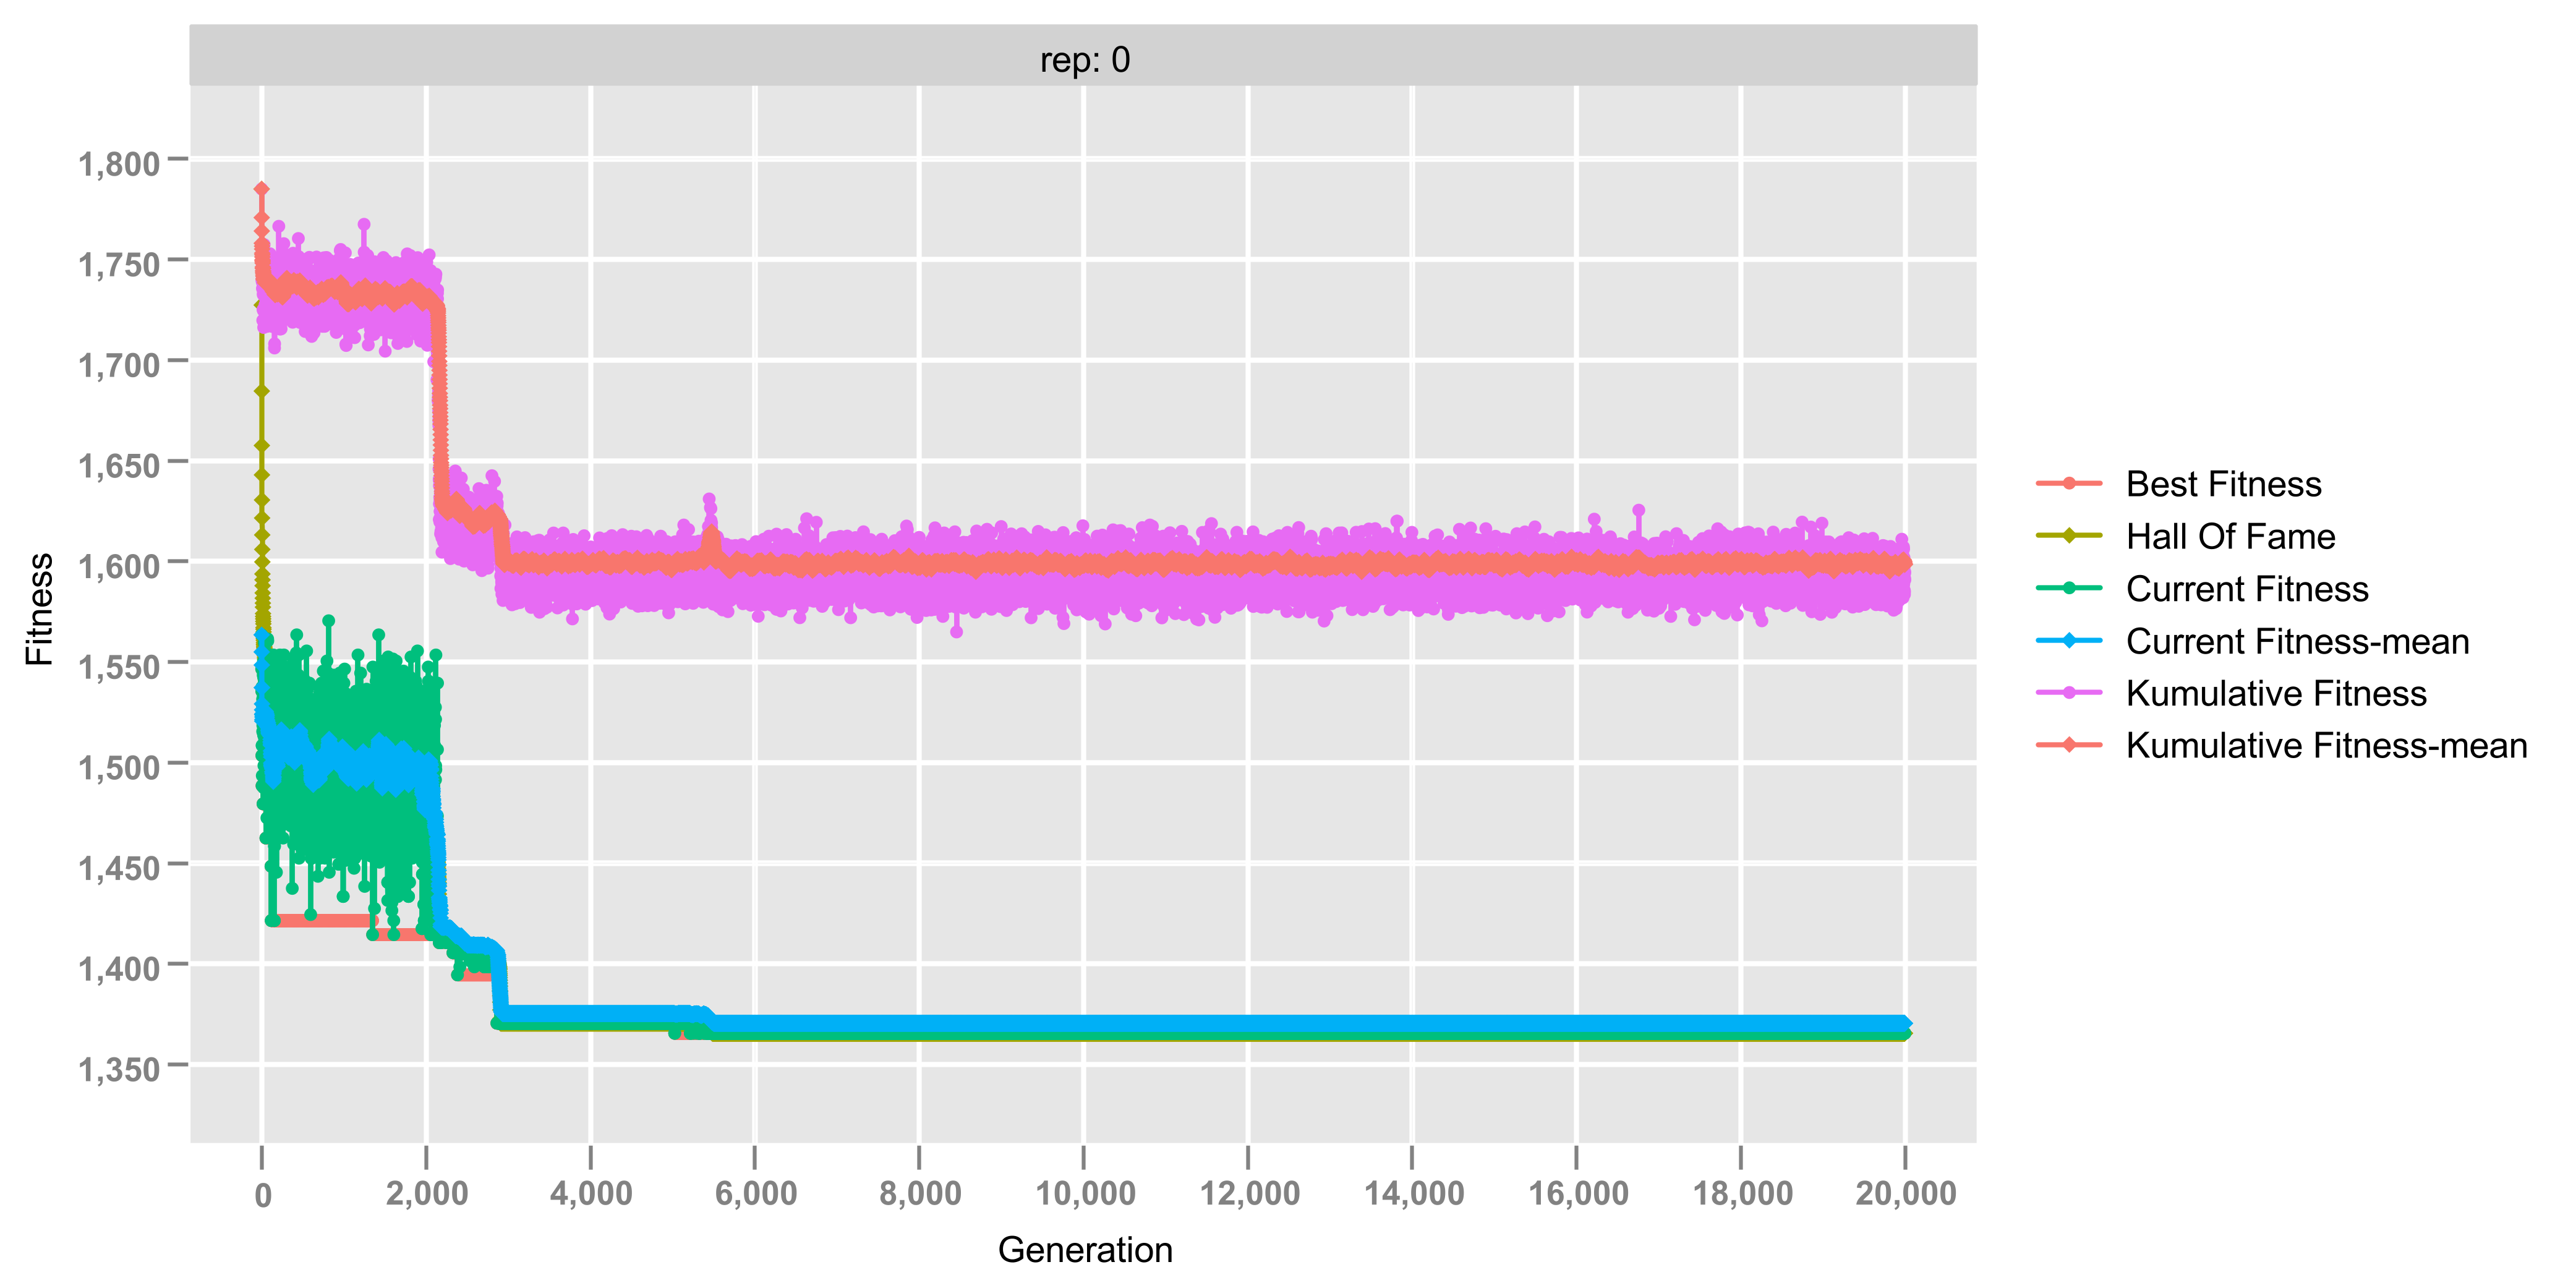 rep: 0
1,800
1,750
1,700
1,650
1,600
1,550
1,500
1,450
1,400
1,350
Fitness
0 2,000 4,000 6,000 8,000 10,000 12,000 14,000 16,000 18,000 20,000
Generation
Best Fitness
Hall Of Fame
Current Fitness
Current Fitness-mean
Kumulative Fitness
Kumulative Fitness-mean